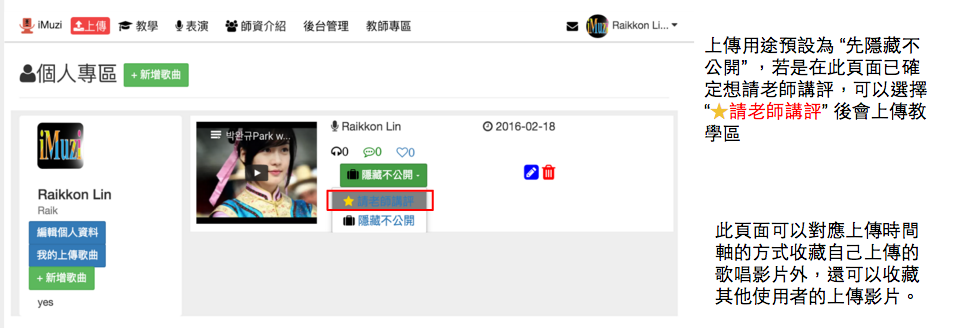 iMuzi 上傳 教學 表演 師資介紹 後台管理 教師專區 Raikkon Li...
個人專區 + 新增歌曲
iMuzi
Raikkon Lin
Raik
編輯個人資料
我的上傳歌曲
+ 新增歌曲
yes
박완규Park w...
Raikkon Lin 2016-02-18
0 0 0
隱藏不公開 -
請老師講評
隱藏不公開
上傳用途預設為 “先隱藏不
公開” ，若是在此頁面已確
定想請老師講評，可以選擇
“⭐請老師講評” 後會上傳教
學區
此頁面可以對應上傳時間
軸的方式收藏自己上傳的
歌唱影片外，還可以收藏
其他使用者的上傳影片。